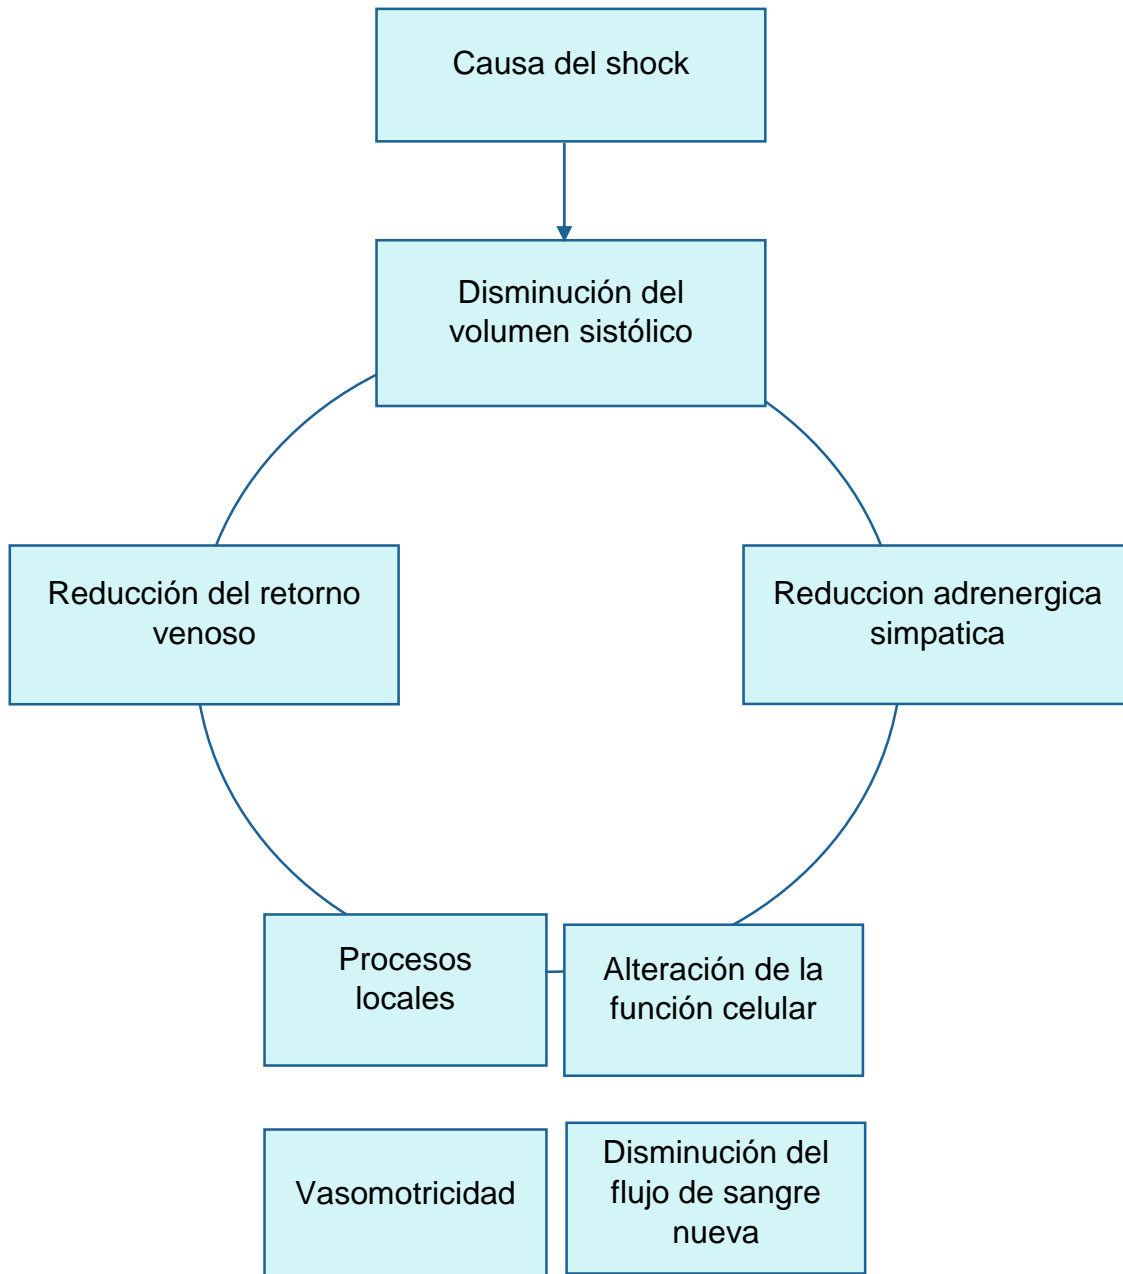 Causa del shock
Disminución del
volumen sistólico
Reducción del retorno
venoso
Reduccion adrenergica
simpatica
Procesos
locales
Alteración de la
función celular
Vasomotricidad
Disminución del
flujo de sangre
nueva